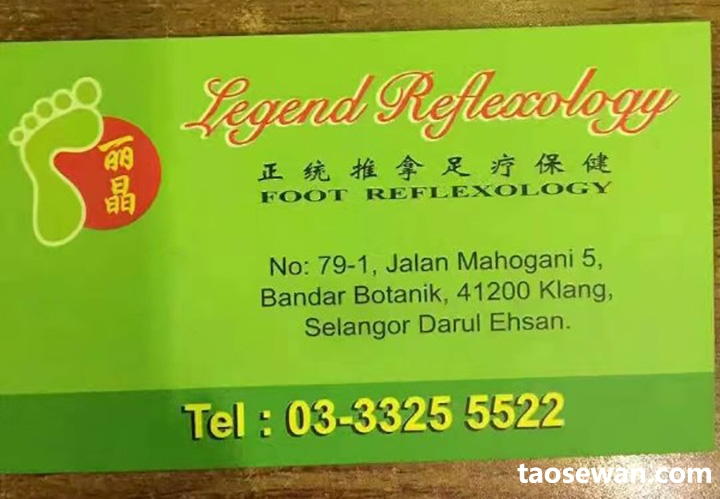 Legend Reflexology
丽晶
正统推拿足疗保健
FOOT REFLEXOLOGY
No: 79-1, Jalan Mahogani 5,
Bandar Botanik, 41200 Klang,
Selangor Darul Ehsan.
Tel : 03-3325 5522
taosewan.com